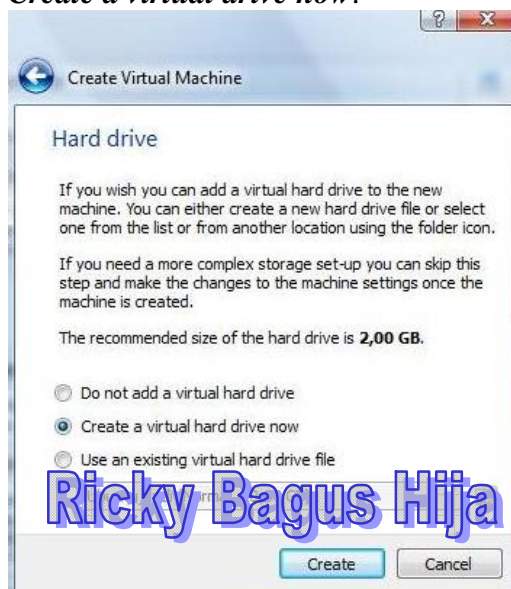 Create a virtual drive now.
Create Virtual Machine
Hard drive
If you wish you can add a virtual hard drive to the new
machine. You can either create a new hard drive file or select
one from the list or from another location using the folder icon.
If you need a more complex storage set-up you can skip this
step and make the changes to the machine settings once the
machine is created.
The recommended size of the hard drive is 2,00 GB.
Do not add a virtual hard drive
Create a virtual hard drive now
Use an existing virtual hard drive file
Ricky Bagus Hija
Create
Cancel